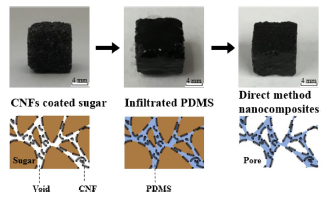 4 mm
4 mm
4 mm
CNFs coated sugar
Infiltrated PDMS
Direct method
nanocomposites
Sugar
Pore
Void
CNF
PDMS